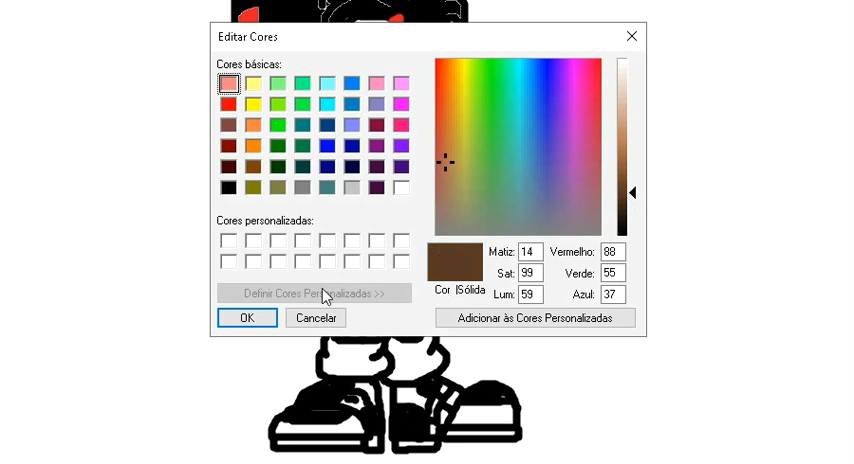 Editar Cores
Cores básicas:
Cores personalizadas:
Definir Cores Personalizadas >>
OK
Cancelar
Cor |Sólida
Matiz: 14
Sat: 99
Lum: 59
Vermelho: 88
Verde: 55
Azul: 37
Adicionar às Cores Personalizadas